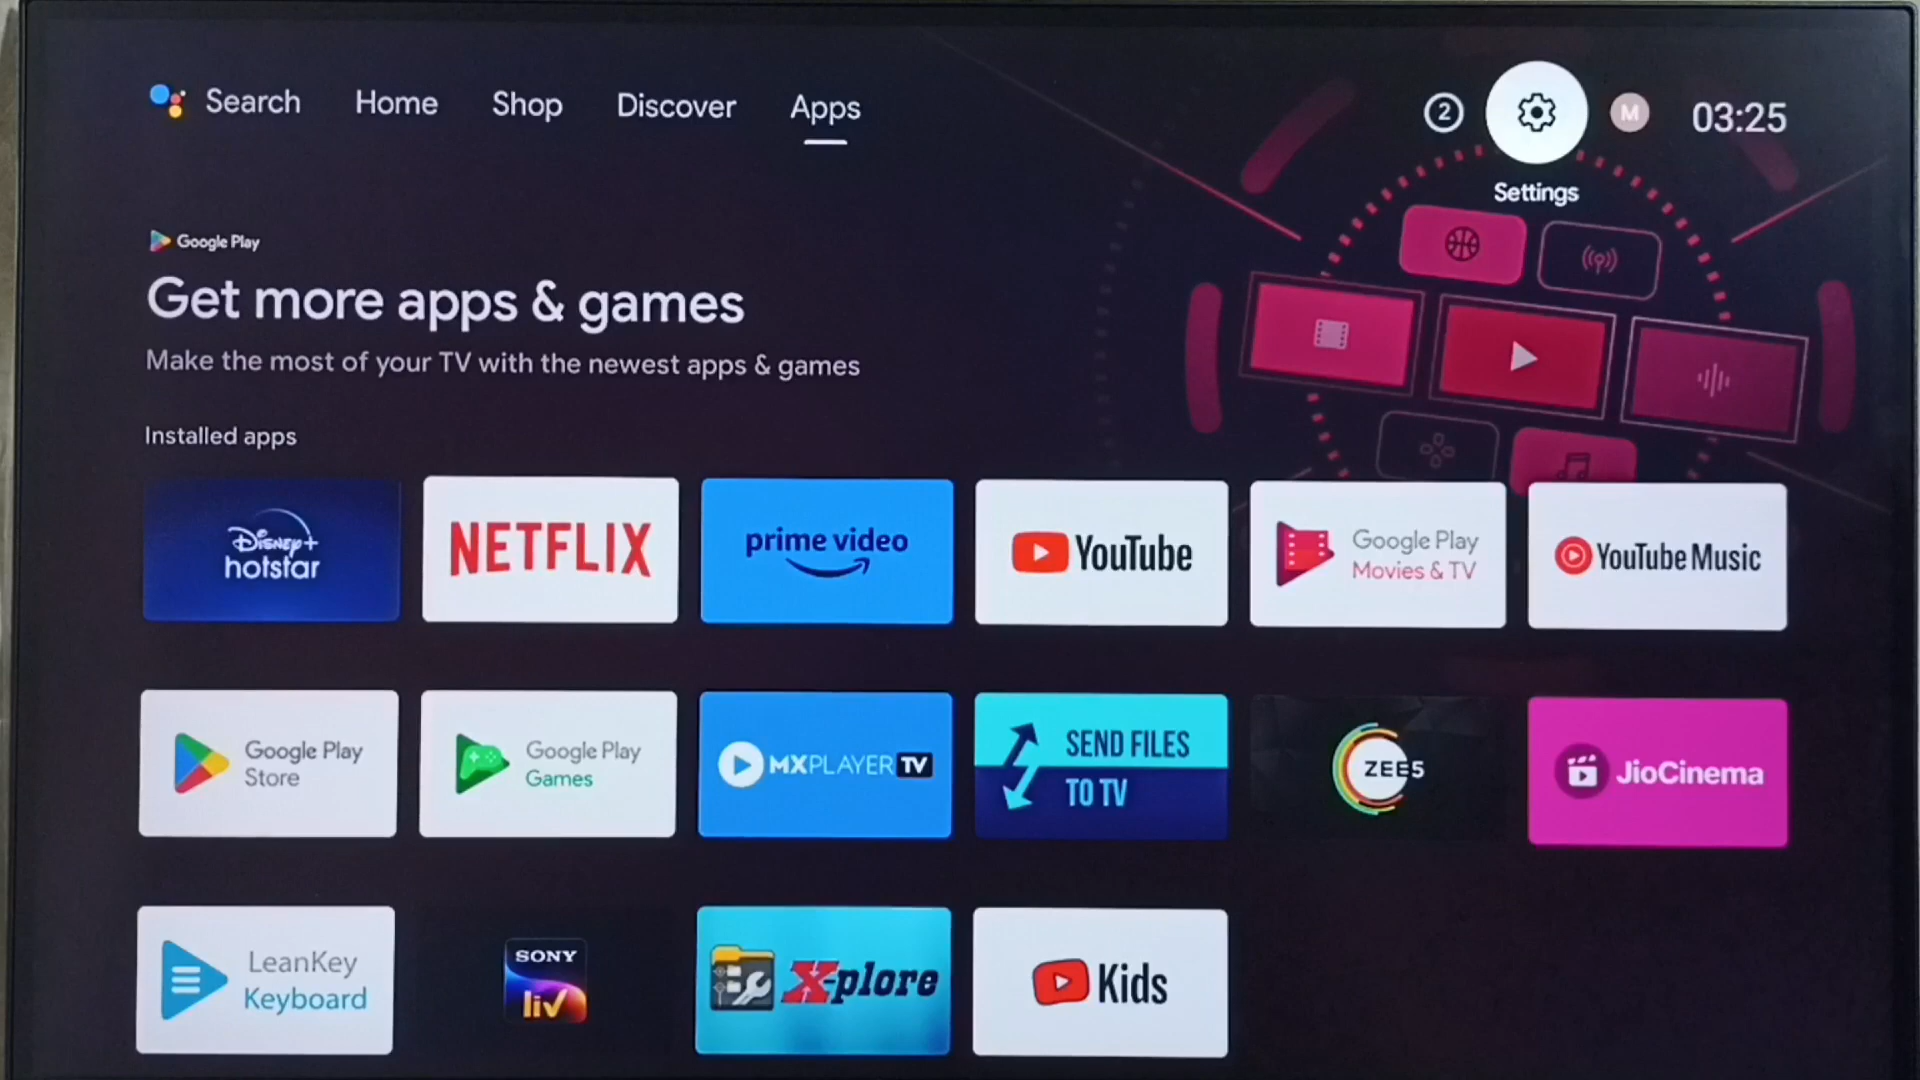 Search Home Shop Discover Apps
2 M 03:25
Settings
Google Play
Get more apps & games
Make the most of your TV with the newest apps & games
Installed apps
Disney+
hotstar
NETFLIX
prime video
YouTube
Google Play
Movies & TV
YouTube Music
Google Play
Store
Google Play
Games
MXPLAYER TV
SEND FILES
TO TV
ZEE5
JioCinema
LeanKey
Keyboard
SONY
liv
X-plore
Kids